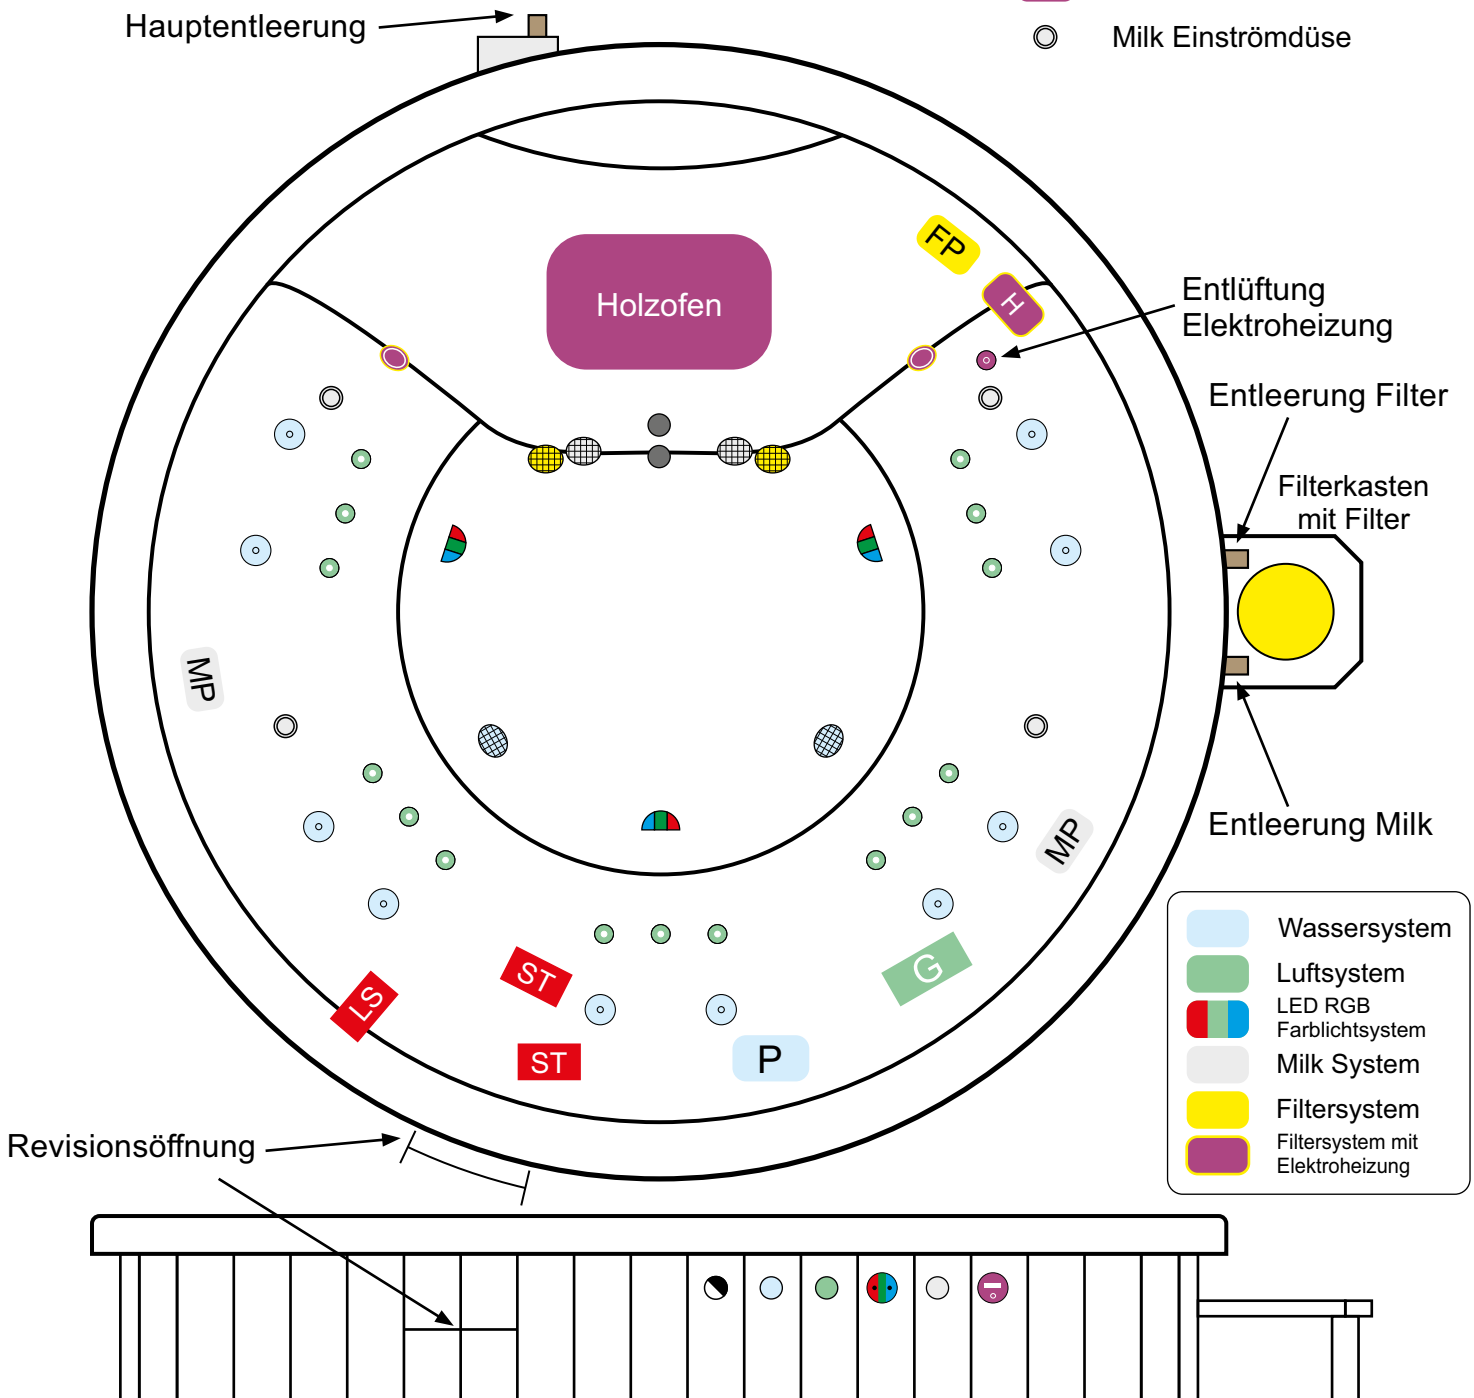 Hauptentleerung
Milk Einströmdüse
FP
Holzofen
H
Entlüftung
Elektroheizung
Entleerung Filter
Filterkasten
mit Filter
MP
MP
Entleerung Milk
Wassersystem
Luftsystem
LED RGB
Farblichtsystem
Milk System
Filtersystem
Filtersystem mit
Elektroheizung
G
ST
LS
ST
P
Revisionsöffnung